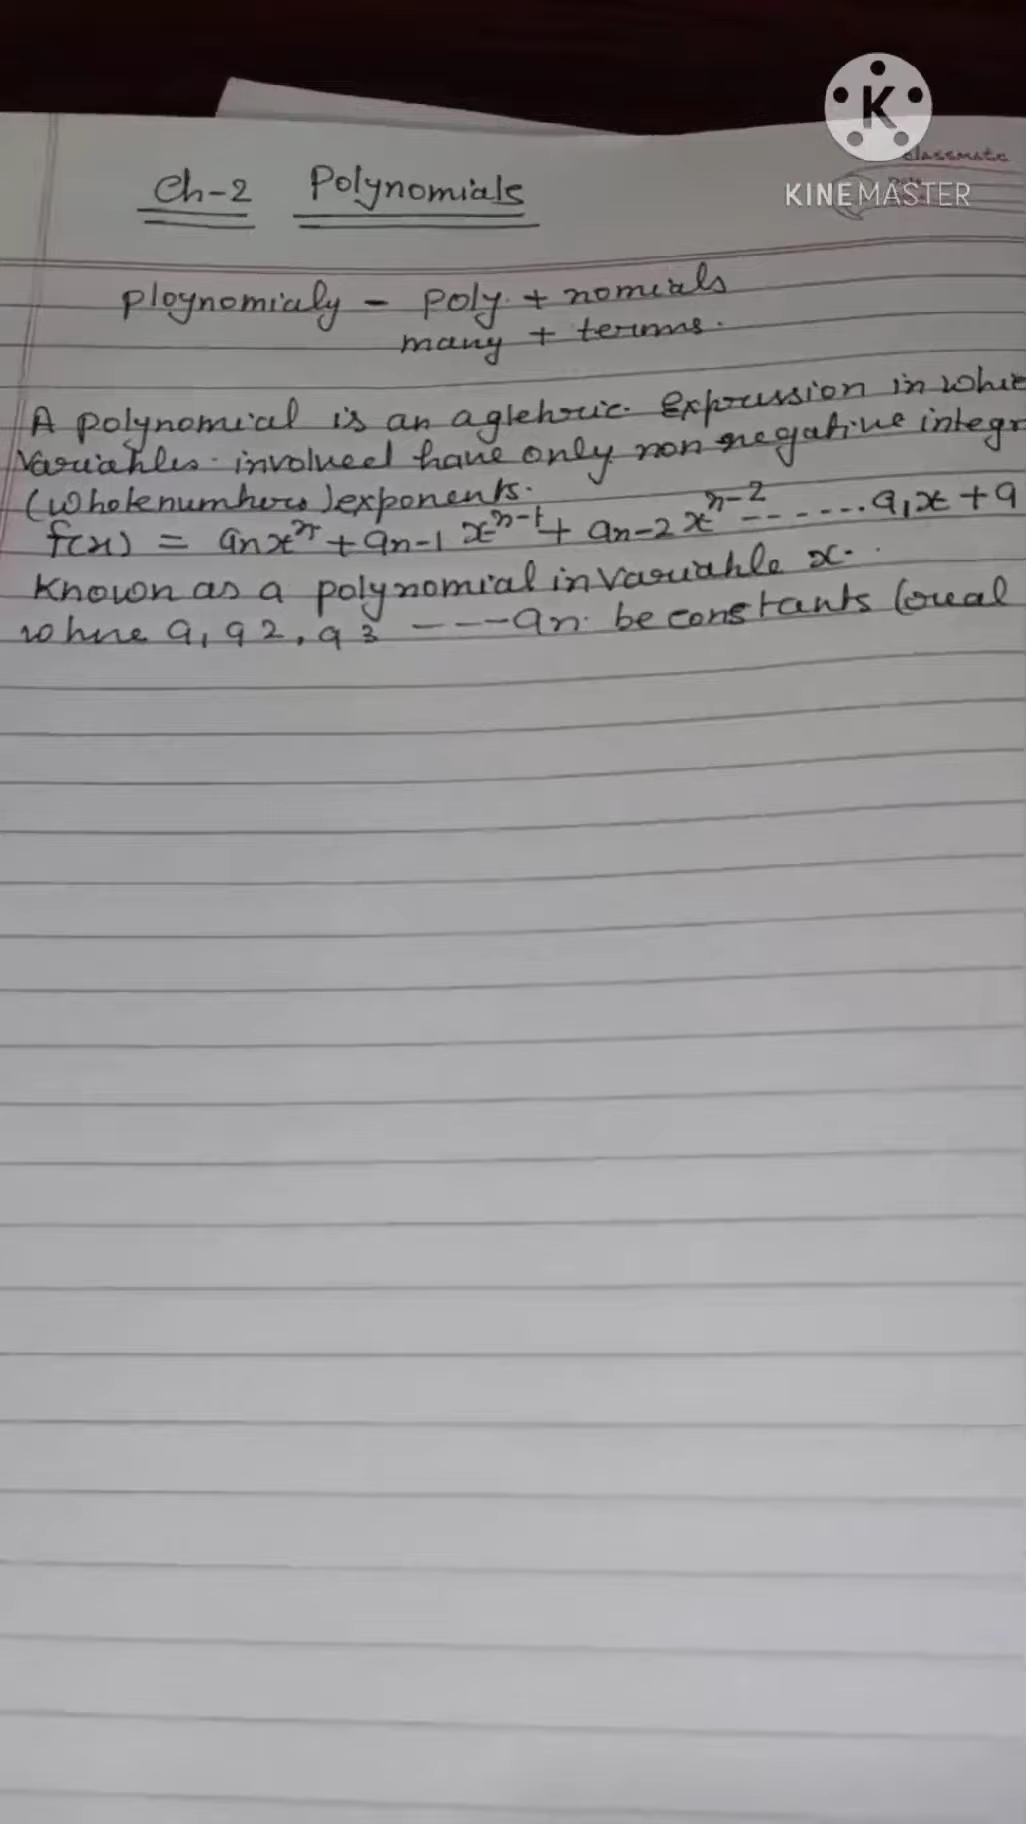 K
KINEMASTER
classmate
Ch-2 Polynomials
ploynomialy - poly + nomials
many + terms.
A polynomial is an aglebric expression in whic
Variables involved have only non negative integr
(whole numbers) exponents.
f(x) = anx^n + an-1 x^n-1 + an-2 x^n-2 ------... a1x + a
Known as a polynomial in variable x.
where a1 a2, a3 ----an. be constants (real